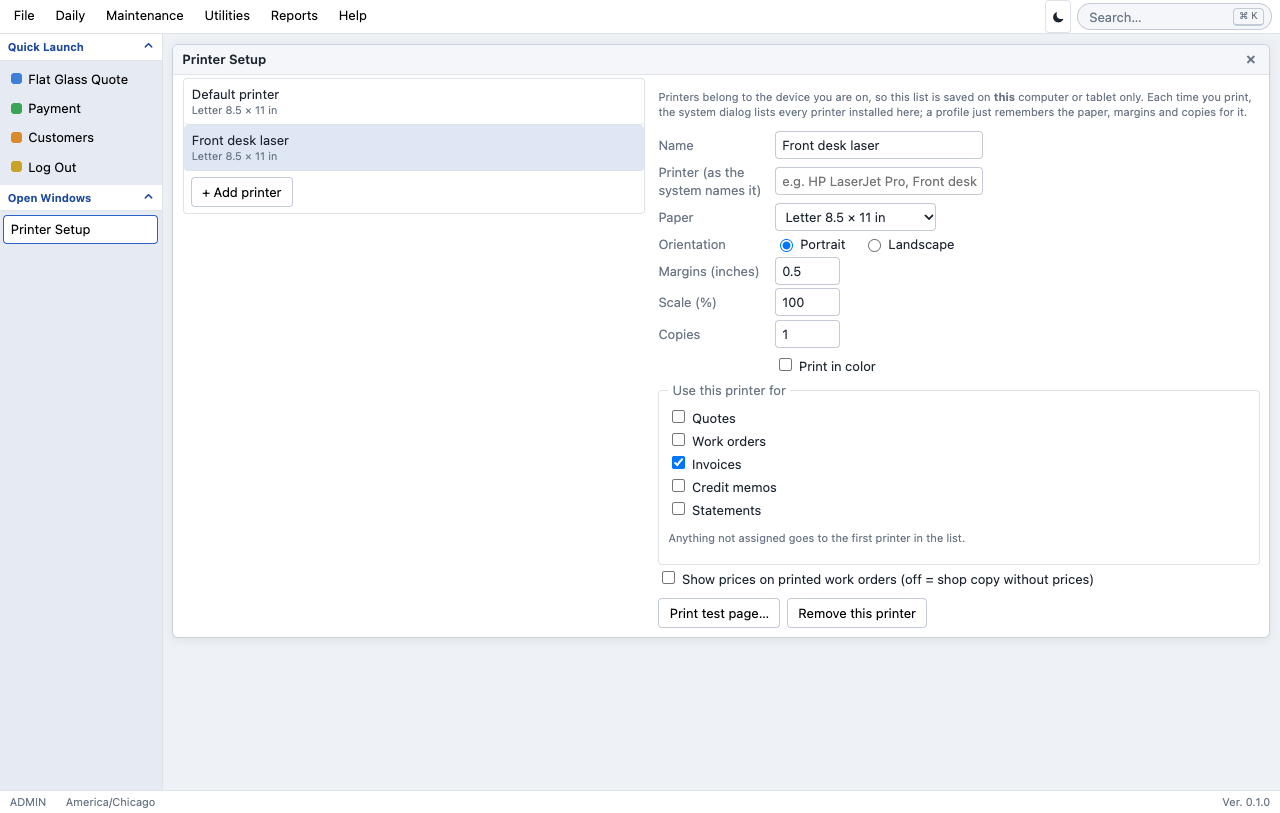 File Daily Maintenance Utilities Reports Help
Search... ⌘ K
Quick Launch
Flat Glass Quote
Payment
Customers
Log Out
Open Windows
Printer Setup
Printer Setup ×
Default printer
Letter 8.5 × 11 in
Front desk laser
Letter 8.5 × 11 in
+ Add printer
Printers belong to the device you are on, so this list is saved on this computer or tablet only. Each time you print,
the system dialog lists every printer installed here; a profile just remembers the paper, margins and copies for it.
Name Front desk laser
Printer (as the
system names it) e.g. HP LaserJet Pro, Front desk
Paper Letter 8.5 × 11 in
Orientation Portrait Landscape
Margins (inches) 0.5
Scale (%) 100
Copies 1
Print in color
Use this printer for
Quotes
Work orders
Invoices
Credit memos
Statements
Anything not assigned goes to the first printer in the list.
Show prices on printed work orders (off = shop copy without prices)
Print test page... Remove this printer
ADMIN America/Chicago Ver. 0.1.0